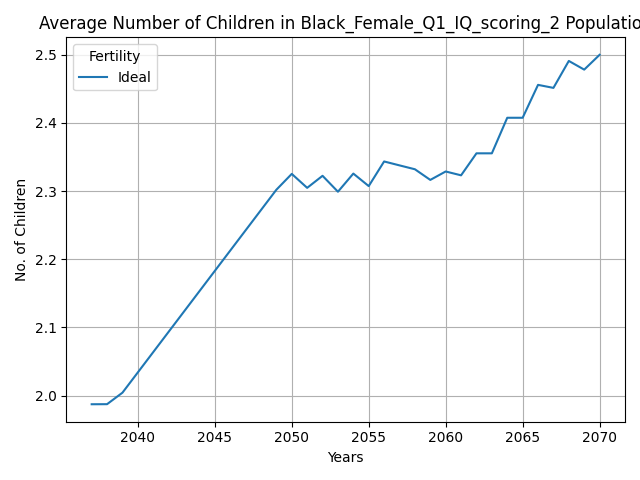 Average Number of Children in Black_Female_Q1_IQ_scoring_2 Populatio
Fertility
Ideal
2.5
2.4
2.3
2.2
2.1
2.0
No. of Children
2040 2045 2050 2055 2060 2065 2070
Years